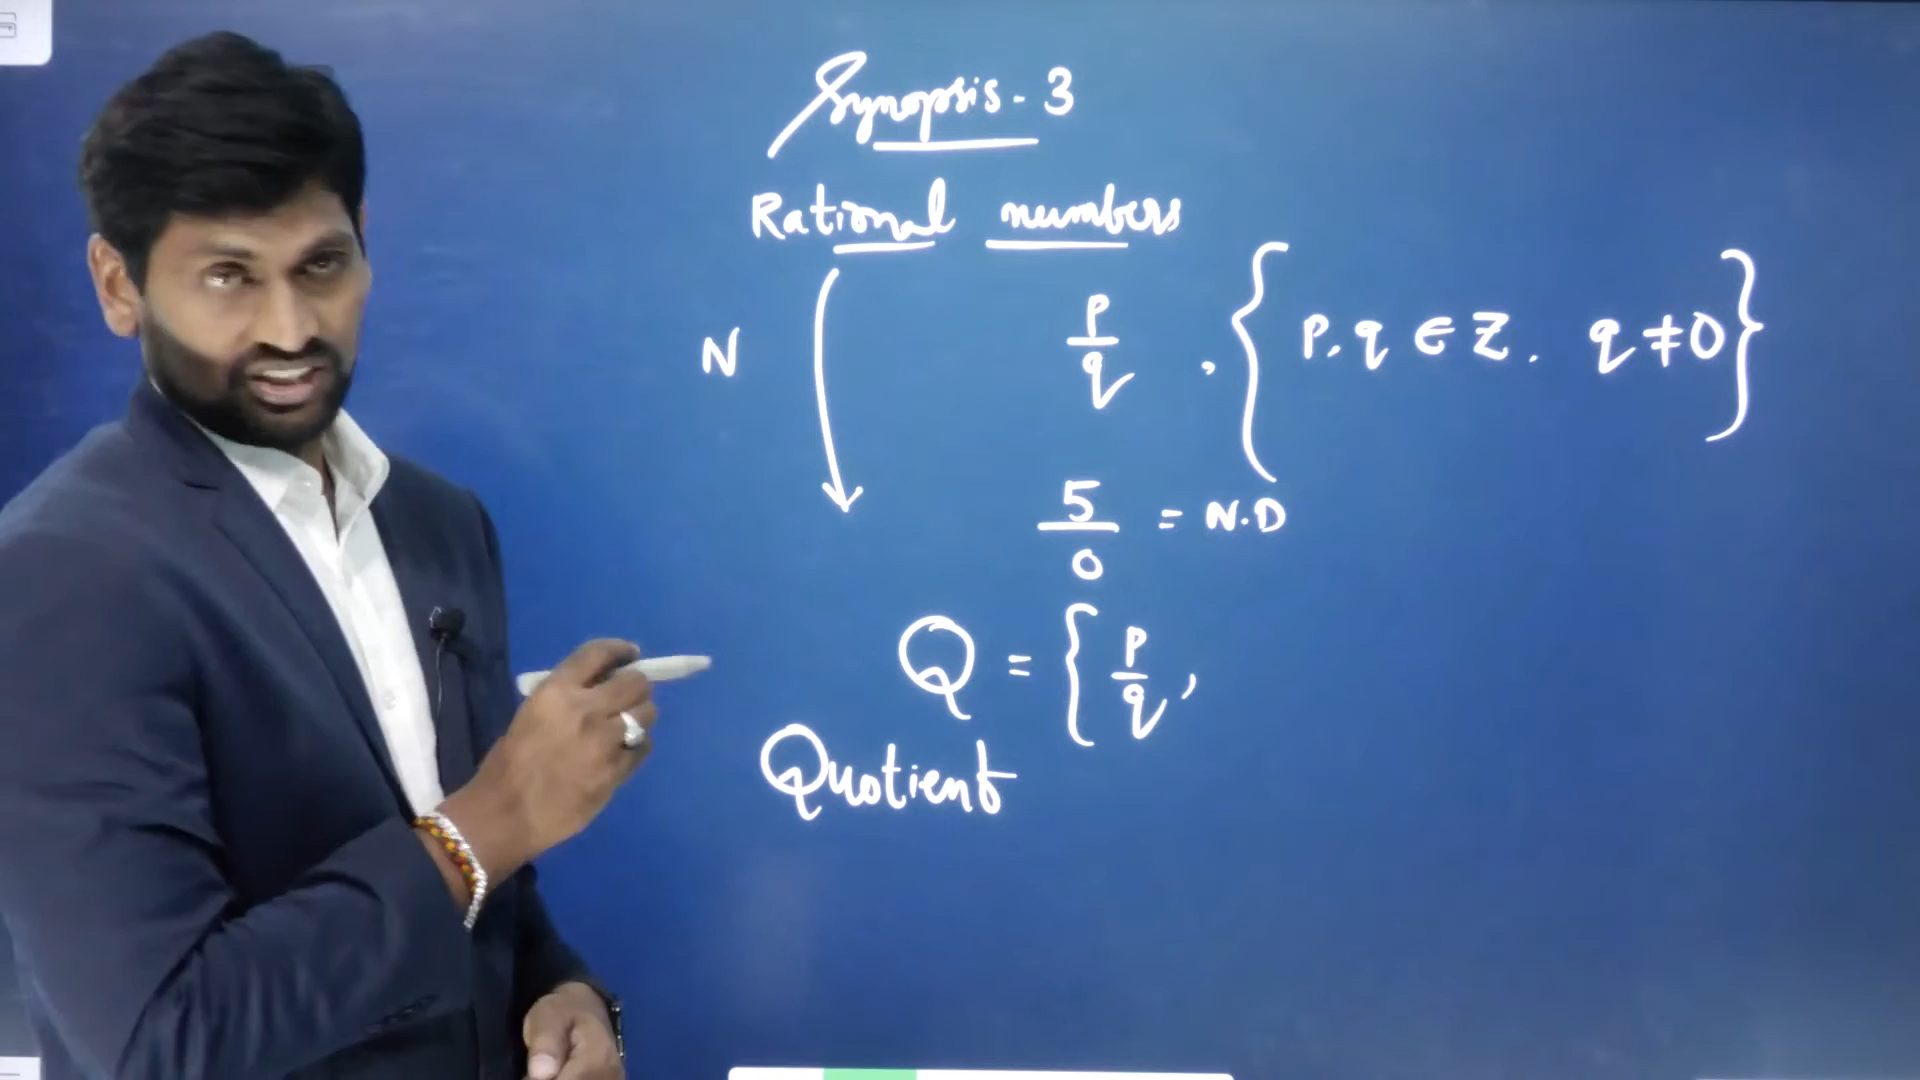 Synopsis - 3
Rational numbers
N
p/q , { p, q ∈ Z, q ≠ 0 }
5/0 = N.D
Q = { p/q ,
Quotient